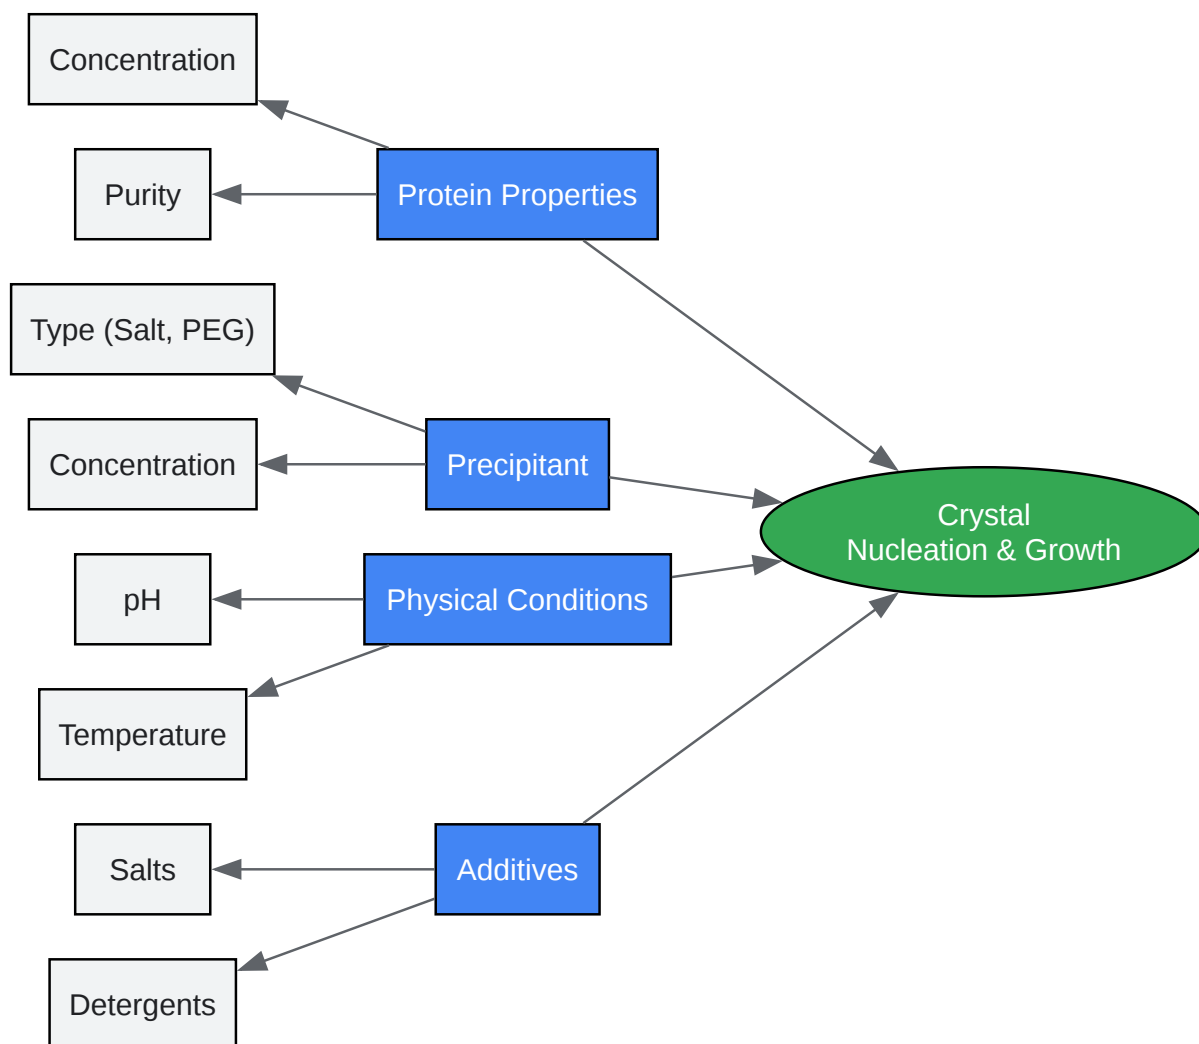 Concentration
Purity
Protein Properties
Type (Salt, PEG)
Concentration
Precipitant
Crystal
Nucleation & Growth
pH
Physical Conditions
Temperature
Salts
Additives
Detergents